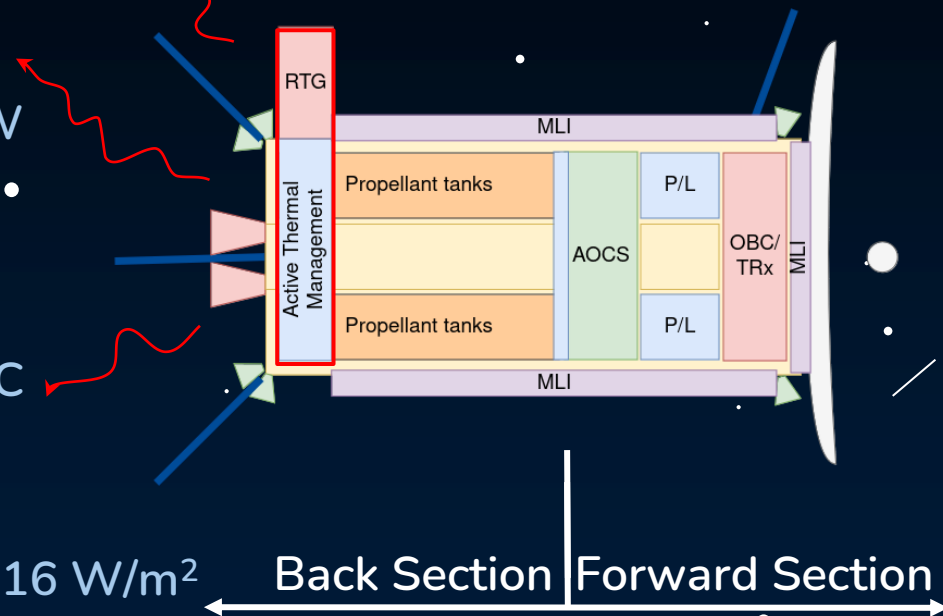 RTG
V
MLI
Propellant tanks
P/L
Active Thermal
Management
AOCS
OBC/
TRx
MLI
Propellant tanks
P/L
C
MLI
16 W/m²
Back Section
Forward Section